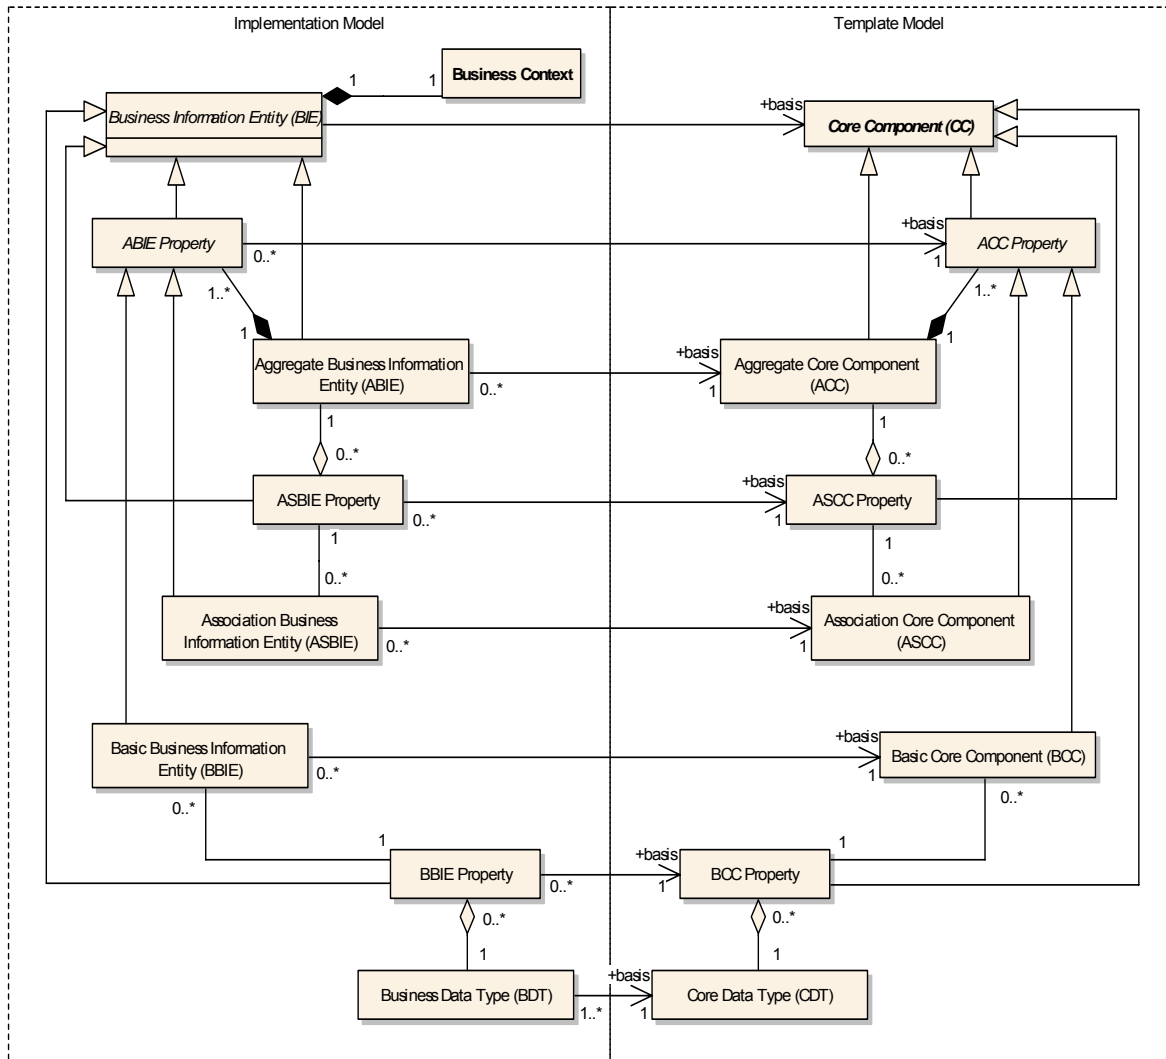 Implementation Model
Template Model
Business Context
1
1
Business Information Entity (BIE)
+basis
Core Component (CC)
ABIE Property
0..*
+basis
1
ACC Property
1..*
1
1..*
1
Aggregate Business Information
Entity (ABIE)
0..*
+basis
1
Aggregate Core Component
(ACC)
1
0..*
1
0..*
ASBIE Property
0..*
+basis
1
ASCC Property
1
0..*
1
0..*
Association Business
Information Entity (ASBIE)
0..*
+basis
1
Association Core Component
(ASCC)
Basic Business Information
Entity (BBIE)
0..*
+basis
1
Basic Core Component (BCC)
0..*
1
0..*
1
BBIE Property
0..*
+basis
1
BCC Property
0..*
1
0..*
1
Business Data Type (BDT)
1..*
+basis
1
Core Data Type (CDT)